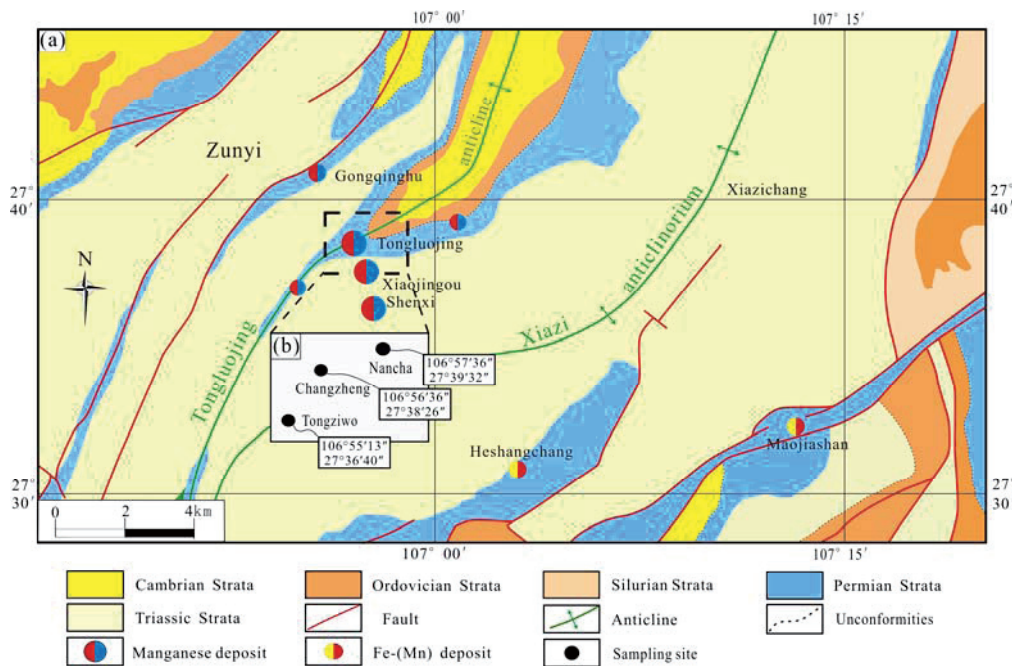 107° 00′
107° 15′
(a)
Zunyi
anticling
Gongqinghu
Xiazichang
27°
40′
27°
40′
anticlinorium
Tongluojing
N
Xiaojingou
Shenxi
Xiazi
Tongluojing
(b)
Nancha
106°57′36″
27°39′32″
Changzheng
106°56′36″
27°38′26″
Tongziwo
106°55′13″
27°36′40″
Heshangchang
Maojiashan
27°
30′
27°
30′
0 2 4km
107° 00′
107° 15′
Cambrian Strata
Ordovician Strata
Silurian Strata
Permian Strata
Triassic Strata
Fault
Anticline
Unconformities
Manganese deposit
Fe-(Mn) deposit
Sampling site